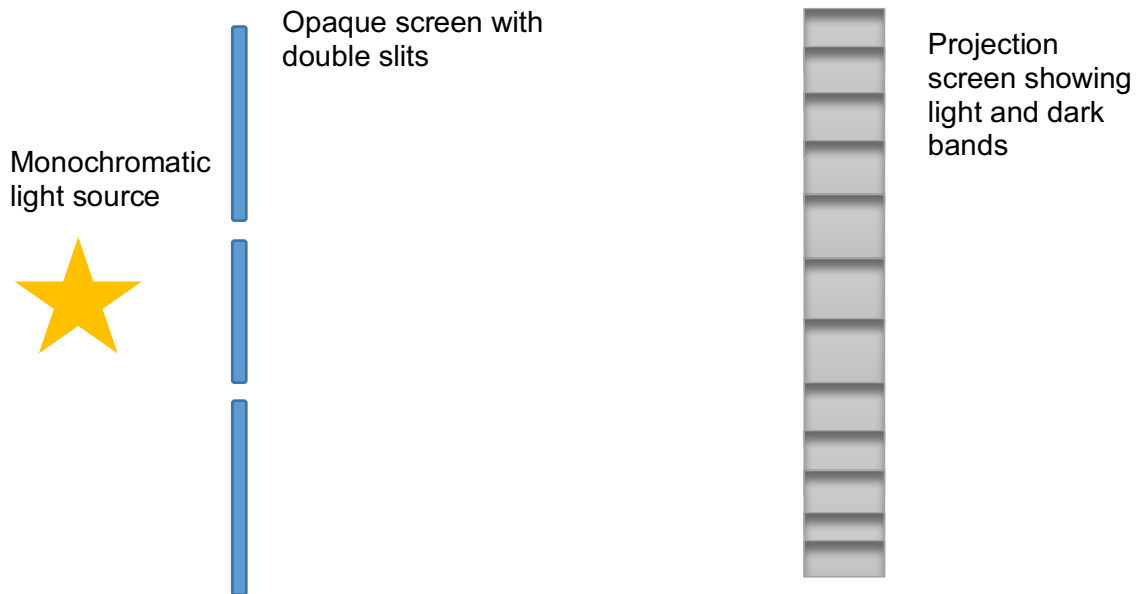 Opaque screen with
double slits
Projection
screen showing
light and dark
bands
Monochromatic
light source